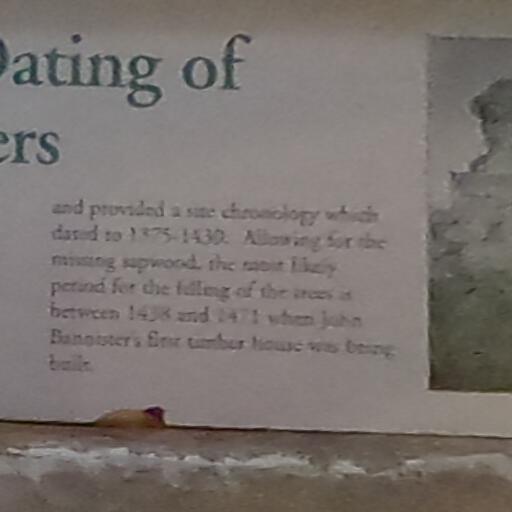 Dating of
ers
and provided a site chronology which
dated to 1375-1430. Allowing for the
missing sapwood, the most likely
period for the felling of the trees is
between 1438 and 1471 when John
Bannister's first timber house was being
built.